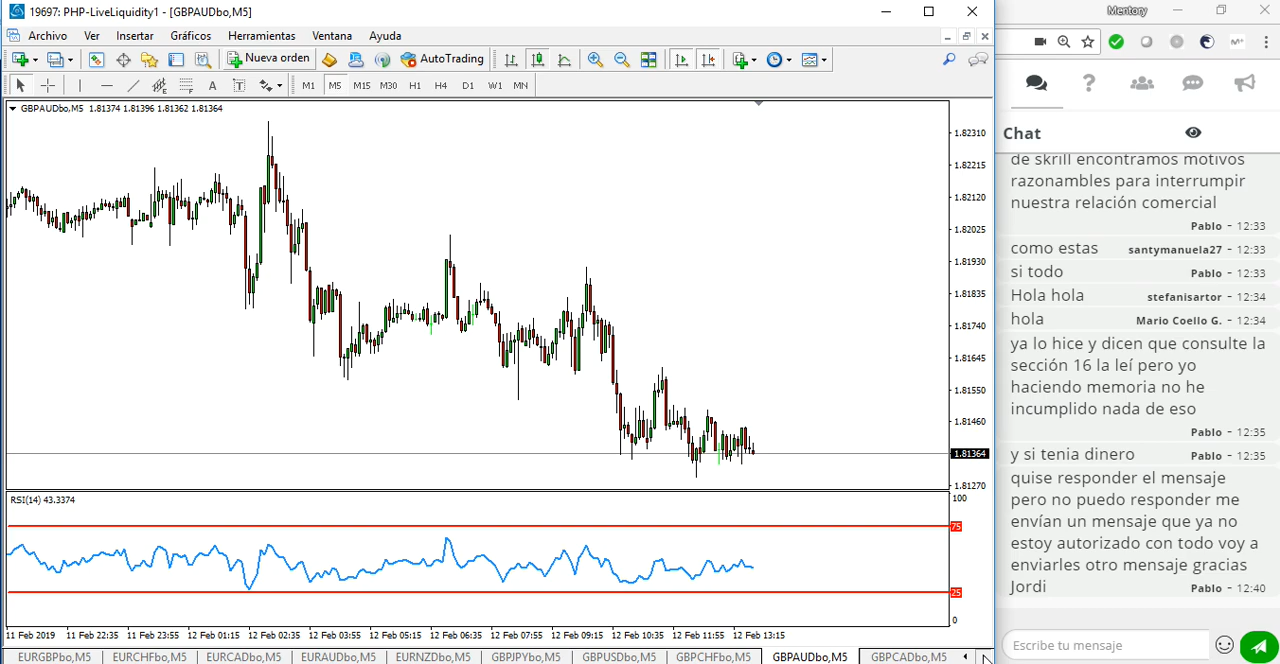 19697: PHP-LiveLiquidity1 - [GBPAUDbo,M5]
Mentory
Archivo Ver Insertar Gráficos Herramientas Ventana Ayuda
Nueva orden AutoTrading
M1 M5 M15 M30 H1 H4 D1 W1 MN
GBPAUDbo,M5 1.81374 1.81396 1.81362 1.81364
1.82310
1.82215
1.82120
1.82025
1.81930
1.81835
1.81740
1.81645
1.81550
1.81460
1.81364
1.81270
RSI(14) 43.3374
100
75
25
0
11 Feb 2019 11 Feb 22:35 11 Feb 23:55 12 Feb 01:15 12 Feb 02:35 12 Feb 03:55 12 Feb 05:15 12 Feb 06:35 12 Feb 07:55 12 Feb 09:15 12 Feb 10:35 12 Feb 11:55 12 Feb 13:15
EURGBPbo,M5 EURCHFbo,M5 EURCADbo,M5 EURAUDbo,M5 EURNZDbo,M5 GBPJPYbo,M5 GBPUSDbo,M5 GBPCHFbo,M5 GBPAUDbo,M5 GBPCADbo,M5
Chat
de skrill encontramos motivos
razonambles para interrumpir
nuestra relación comercial
Pablo - 12:33
como estas santymanuela27 - 12:33
si todo Pablo - 12:33
Hola hola stefanisartor - 12:34
hola Mario Coello G. - 12:34
ya lo hice y dicen que consulte la
sección 16 la leí pero yo
haciendo memoria no he
incumplido nada de eso
Pablo - 12:35
y si tenia dinero Pablo - 12:35
quise responder el mensaje
pero no puedo responder me
envían un mensaje que ya no
estoy autorizado con todo voy a
enviarles otro mensaje gracias
Jordi Pablo - 12:40
Escribe tu mensaje